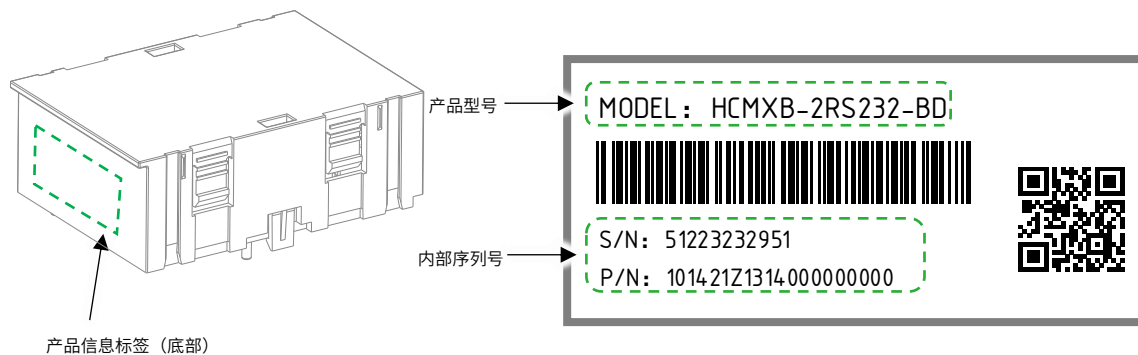 产品型号
MODEL: HCMXB-2RS232-BD
内部序列号
S/N: 51223232951
P/N: 101421Z1314000000000
产品信息标签（底部）